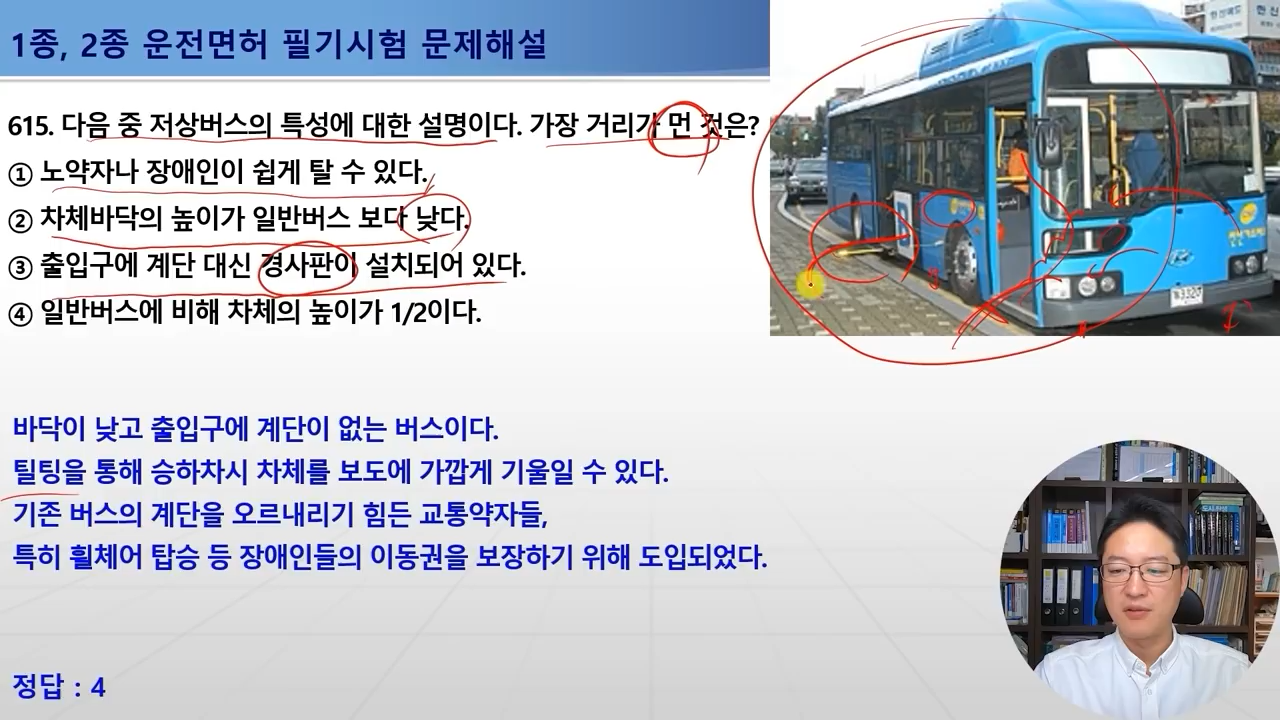 1종, 2종 운전면허 필기시험 문제해설
615. 다음 중 저상버스의 특성에 대한 설명이다. 가장 거리가 먼 것은?
① 노약자나 장애인이 쉽게 탈 수 있다.
② 차체바닥의 높이가 일반버스 보다 낮다.
③ 출입구에 계단 대신 경사판이 설치되어 있다.
④ 일반버스에 비해 차체의 높이가 1/2이다.
바닥이 낮고 출입구에 계단이 없는 버스이다.
틸팅을 통해 승하차시 차체를 보도에 가깝게 기울일 수 있다.
기존 버스의 계단을 오르내리기 힘든 교통약자들,
특히 휠체어 탑승 등 장애인들의 이동권을 보장하기 위해 도입되었다.
정답 : 4